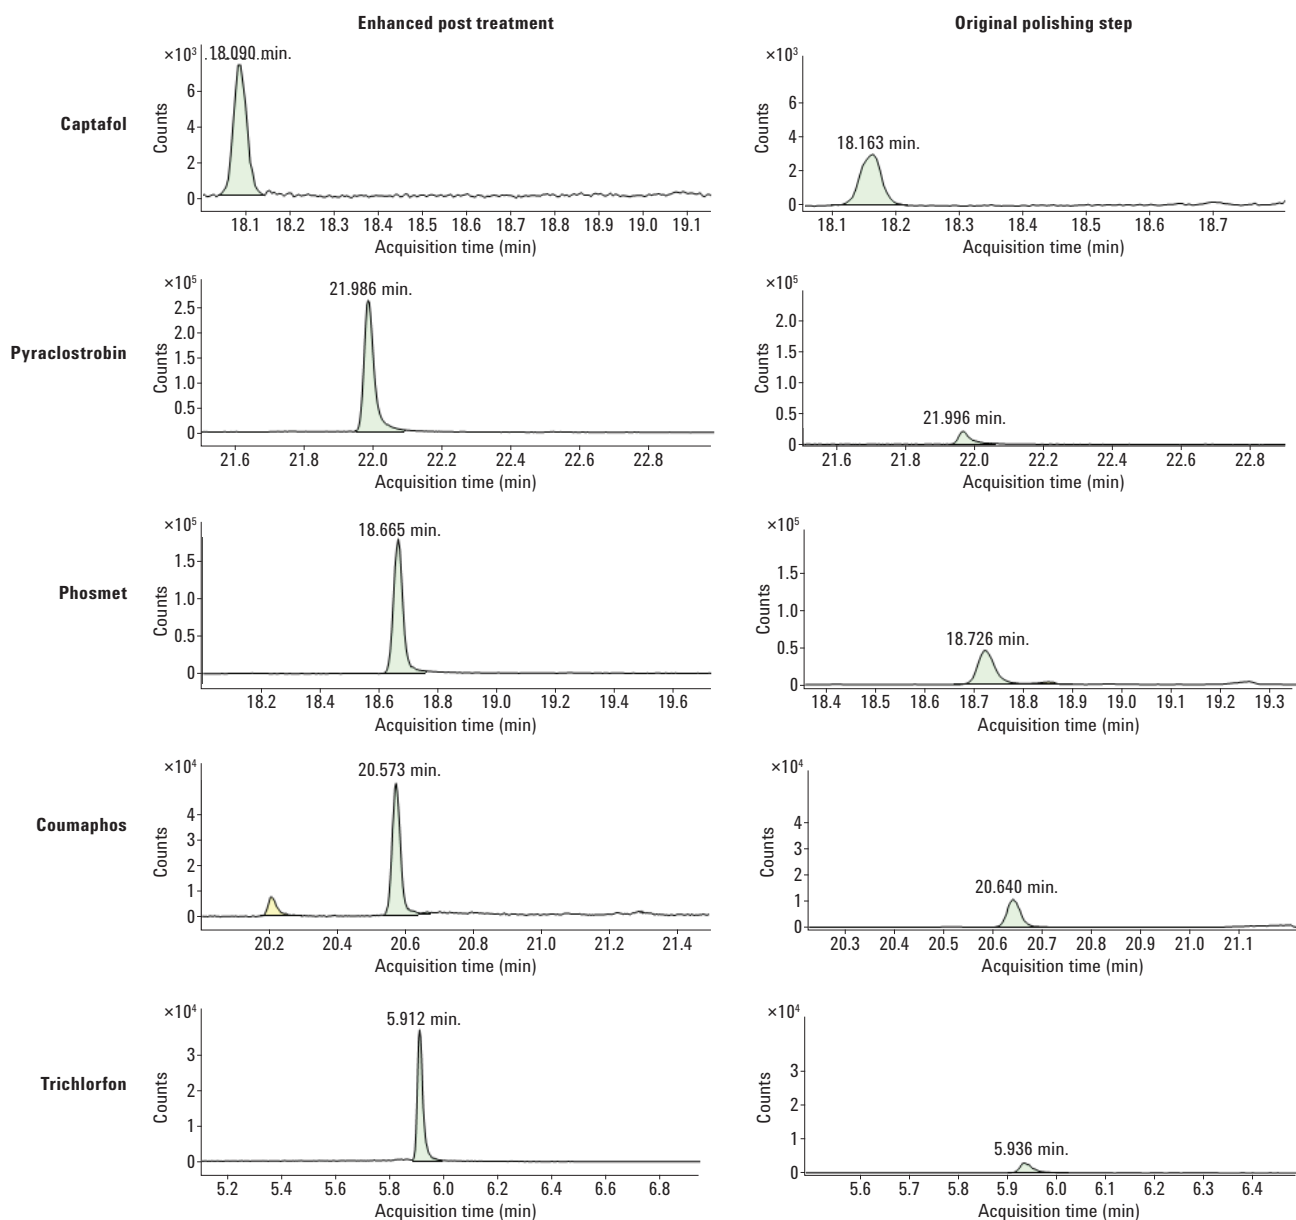 Enhanced post treatment
Original polishing step
Captafol
×10³
18.090 min.
6
4
2
0
Counts
18.1 18.2 18.3 18.4 18.5 18.6 18.7 18.8 18.9 19.0 19.1
Acquisition time (min)
×10³
18.163 min.
6
4
2
0
Counts
18.1 18.2 18.3 18.4 18.5 18.6 18.7
Acquisition time (min)
Pyraclostrobin
×10⁵
21.986 min.
2.5
2.0
1.5
1.0
0.5
0
Counts
21.6 21.8 22.0 22.2 22.4 22.6 22.8
Acquisition time (min)
×10⁵
21.996 min.
2.0
1.5
1.0
0.5
0
Counts
21.6 21.8 22.0 22.2 22.4 22.6 22.8
Acquisition time (min)
Phosmet
×10⁵
18.665 min.
1.5
1.0
0.5
0
Counts
18.2 18.4 18.6 18.8 19.0 19.2 19.4 19.6
Acquisition time (min)
×10⁵
18.726 min.
1.5
1.0
0.5
0
Counts
18.4 18.5 18.6 18.7 18.8 18.9 19.0 19.1 19.2 19.3
Acquisition time (min)
Coumaphos
×10⁴
20.573 min.
4
3
2
1
0
Counts
20.2 20.4 20.6 20.8 21.0 21.2 21.4
Acquisition time (min)
×10⁴
20.640 min.
4
3
2
1
0
Counts
20.3 20.4 20.5 20.6 20.7 20.8 20.9 21.0 21.1
Acquisition time (min)
Trichlorfon
×10⁴
5.912 min.
3
2
1
0
Counts
5.2 5.4 5.6 5.8 6.0 6.2 6.4 6.6 6.8
Acquisition time (min)
×10⁴
5.936 min.
3
2
1
0
Counts
5.6 5.7 5.8 5.9 6.0 6.1 6.2 6.3 6.4
Acquisition time (min)